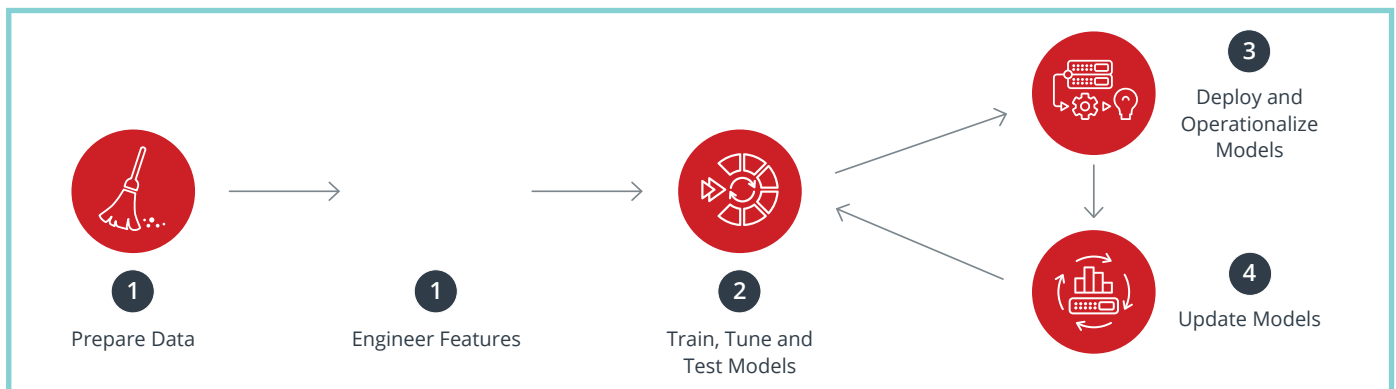 1
Prepare Data
1
Engineer Features
2
Train, Tune and
Test Models
3
Deploy and
Operationalize
Models
4
Update Models